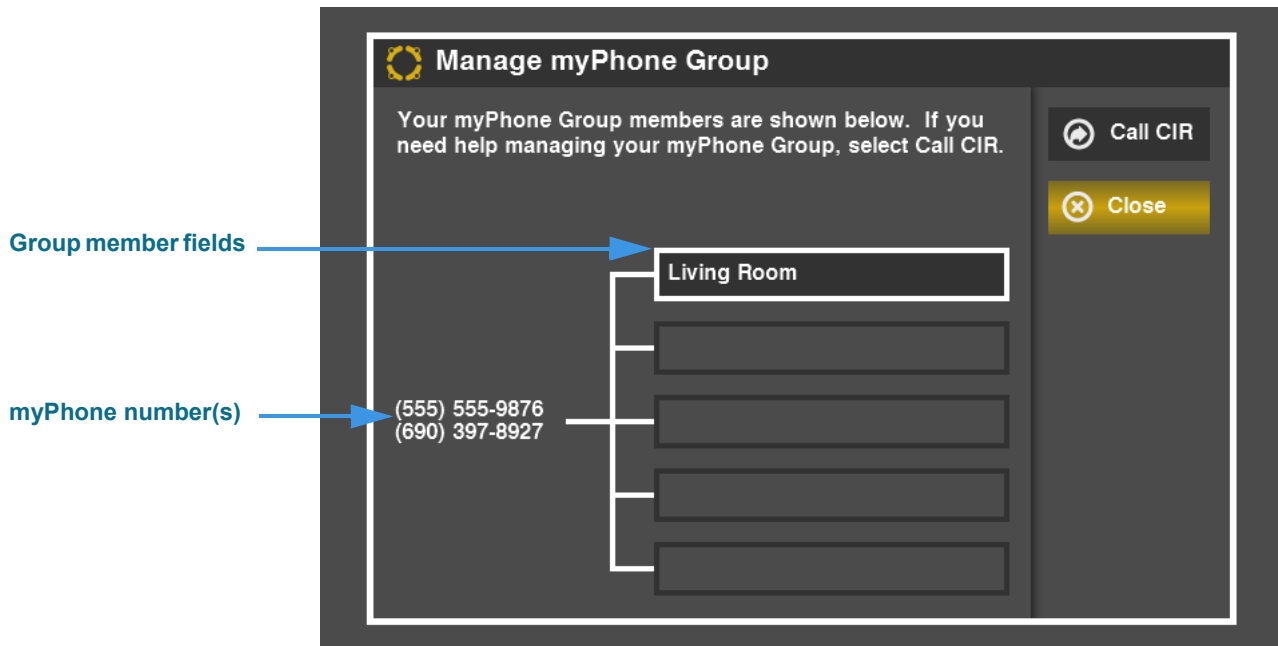 Manage myPhone Group
Your myPhone Group members are shown below.  If you
need help managing your myPhone Group, select Call CIR.
Call CIR
Close
Group member fields
Living Room
myPhone number(s)
(555) 555-9876
(690) 397-8927